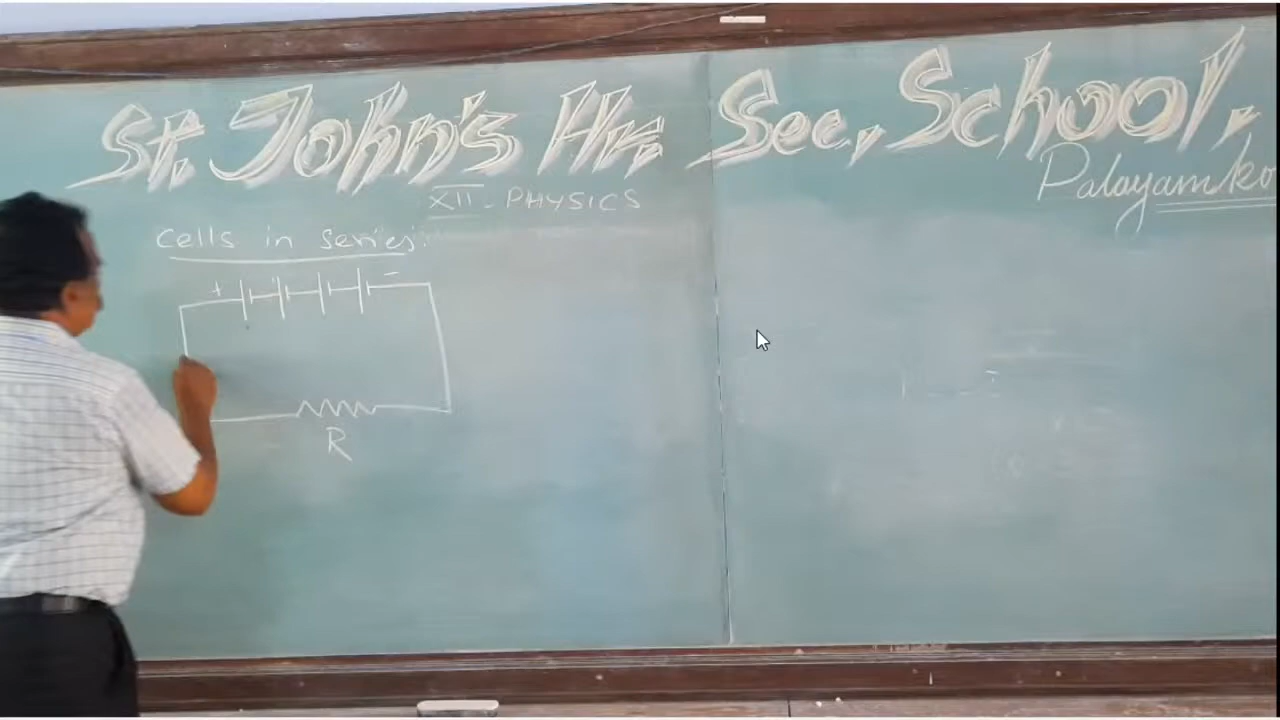 St. John's Hr. Sec. School,
Palayamko
XII - PHYSICS
Cells in series:
+ -
R